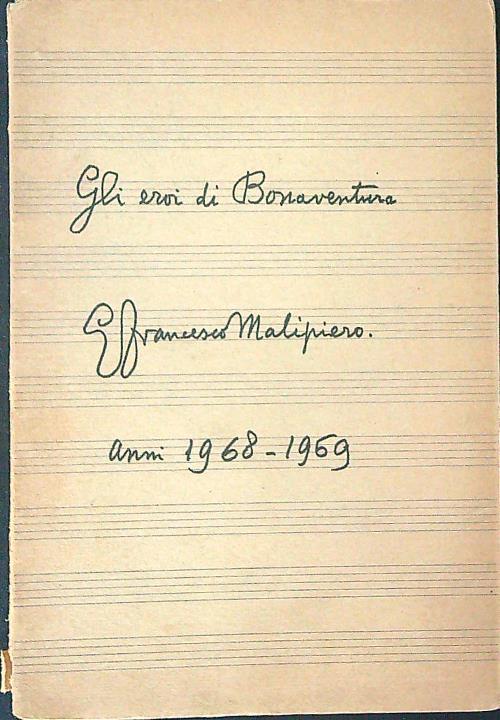 Gli eroi di Bonaventura
G Francesco Malipiero.
Anni 1968-1969